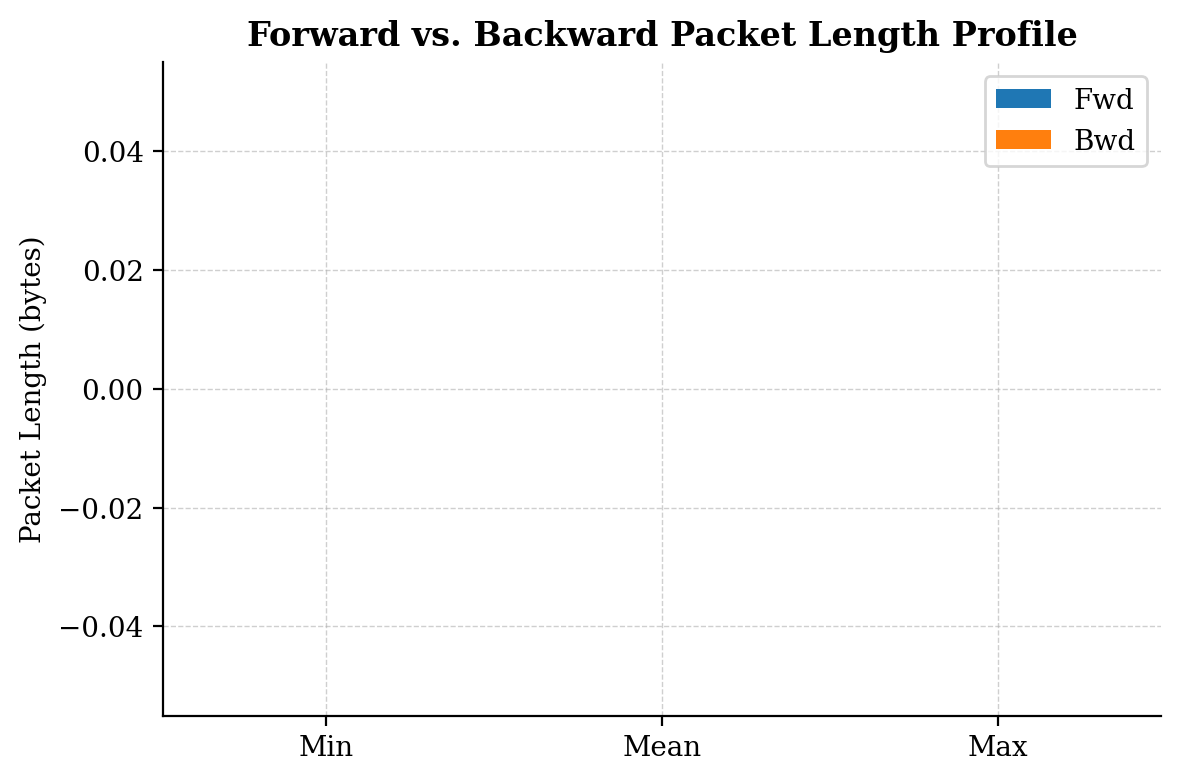 Forward vs. Backward Packet Length Profile
Fwd
Bwd
Packet Length (bytes)
0.04
0.02
0.00
−0.02
−0.04
Min Mean Max